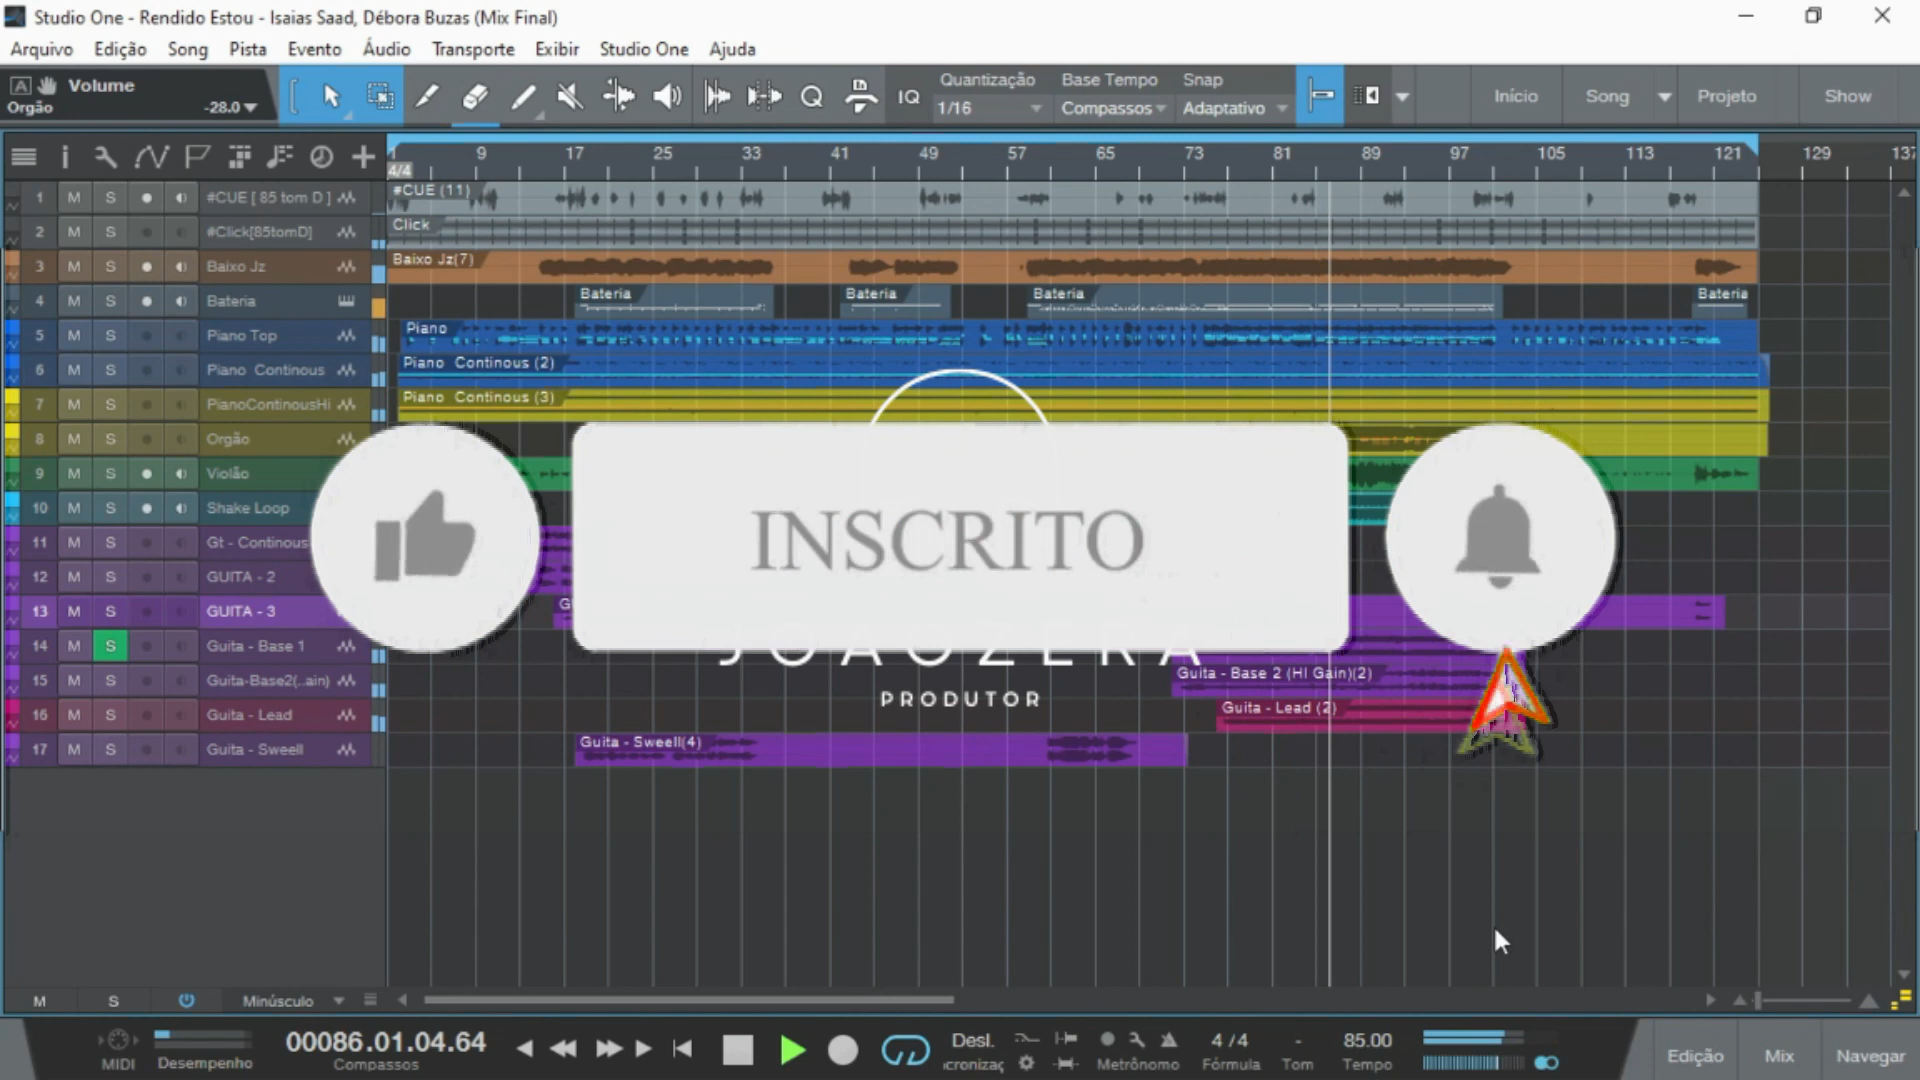 Studio One - Rendido Estou - Isaias Saad, Débora Buzas (Mix Final)
Arquivo Edição Song Pista Evento Áudio Transporte Exibir Studio One Ajuda
A Volume
Orgão -28.0
IQ
Quantização Base Tempo Snap
1/16 Compassos Adaptativo
Início Song Projeto Show
9 17 25 33 41 49 57 65 73 81 89 97 105 113 121 129 137
4/4
1 M S #CUE [ 85 tom D ] #CUE (11)
2 M S #Click[85tomD] Click
3 M S Baixo Jz Baixo Jz(7)
4 M S Bateria Bateria Bateria Bateria Bateria
5 M S Piano Top Piano
6 M S Piano Continous Piano Continous (2)
7 M S PianoContinousHi Piano Continous (3)
8 M S Orgão
9 M S Violão
10 M S Shake Loop
11 M S Gt - Continous
12 M S GUITA - 2
13 M S GUITA - 3
14 M S Guita - Base 1
15 M S Guita-Base2(..ain) Guita - Base 2 (HI Gain)(2)
16 M S Guita - Lead Guita - Lead (2)
17 M S Guita - Sweell Guita - Sweell(4)
INSCRITO
JOÃOZERA
PRODUTOR
M S Minúsculo
MIDI Desempenho
00086.01.04.64
Compassos
Desl.
cronizaç
Metrônomo
4 / 4
Fórmula
-
Tom
85.00
Tempo
Edição Mix Navegar